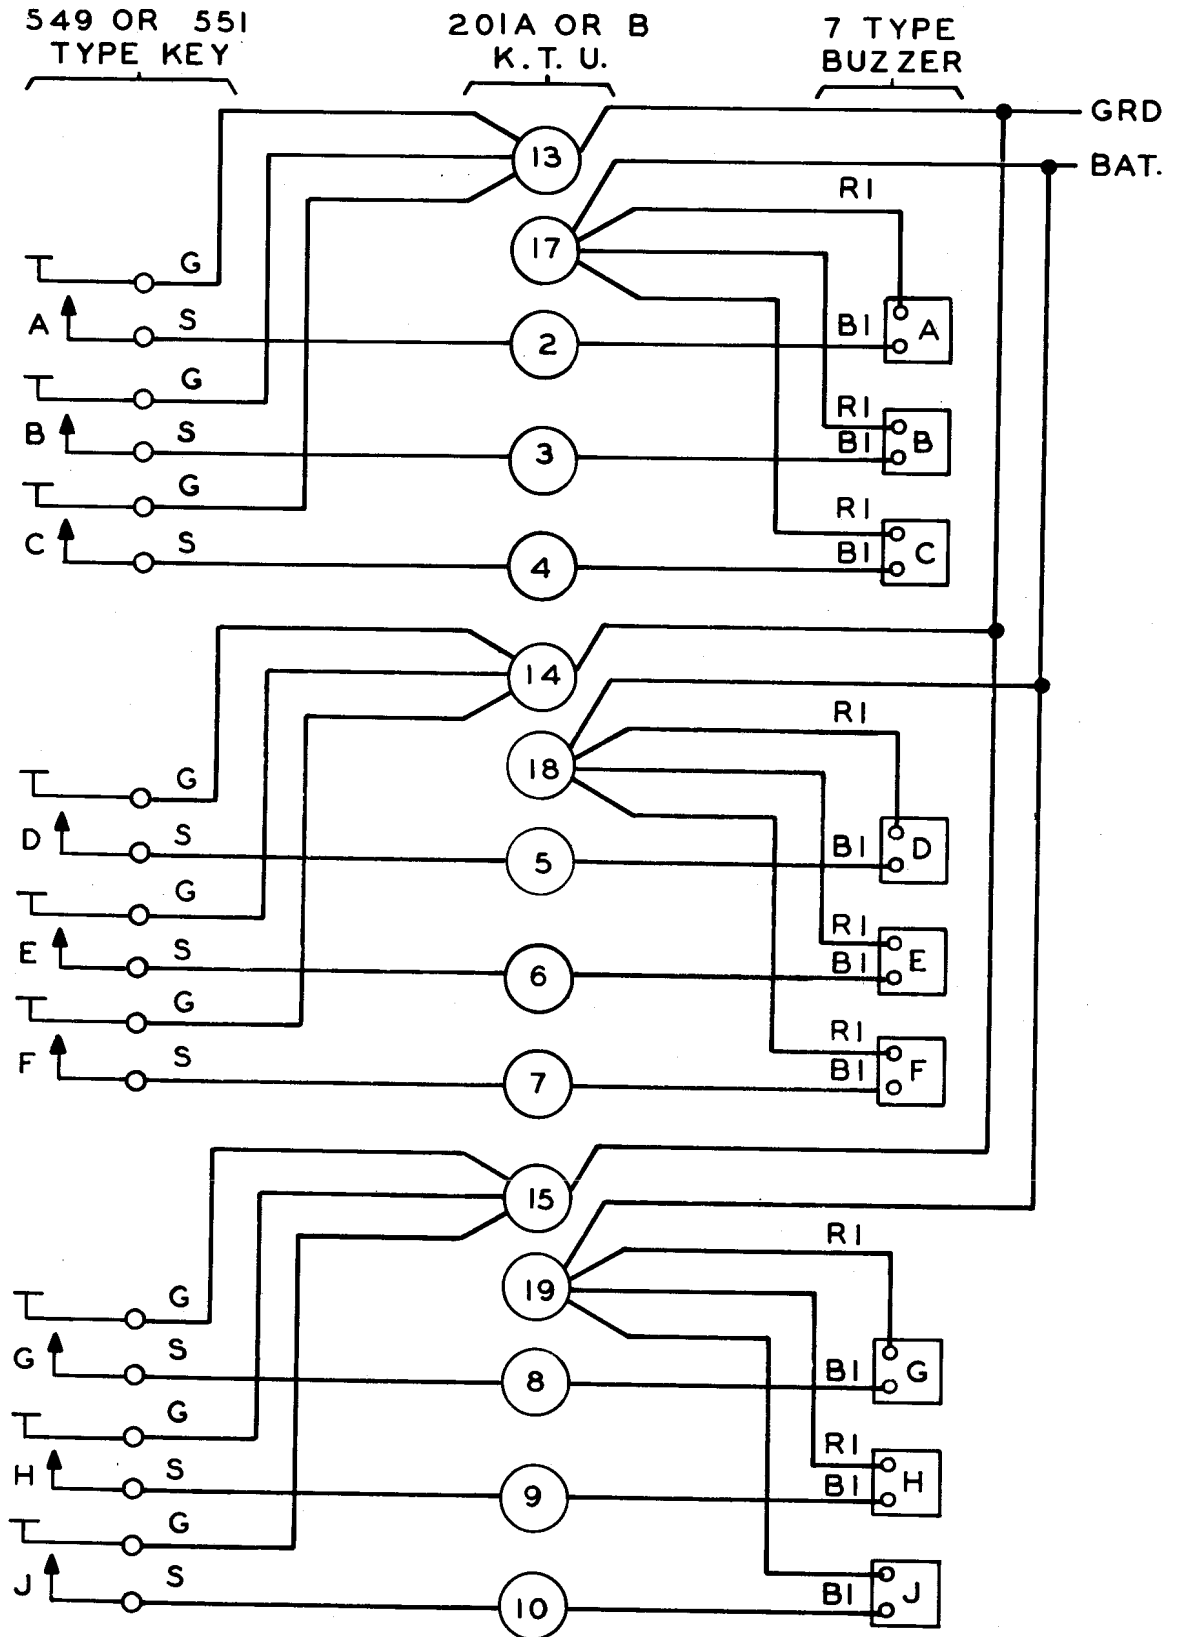 549 OR 551
TYPE KEY
201A OR B
K. T. U.
7 TYPE
BUZZER
GRD
BAT.
13
R1
17
G
A
S
2
B1
A
G
R1
B
S
3
B1
B
G
R1
C
S
4
B1
C
14
R1
18
G
D
S
5
B1
D
G
R1
E
S
6
B1
E
G
R1
F
S
7
B1
F
15
R1
19
G
G
S
8
B1
G
G
R1
H
S
9
B1
H
G
J
S
10
B1
J